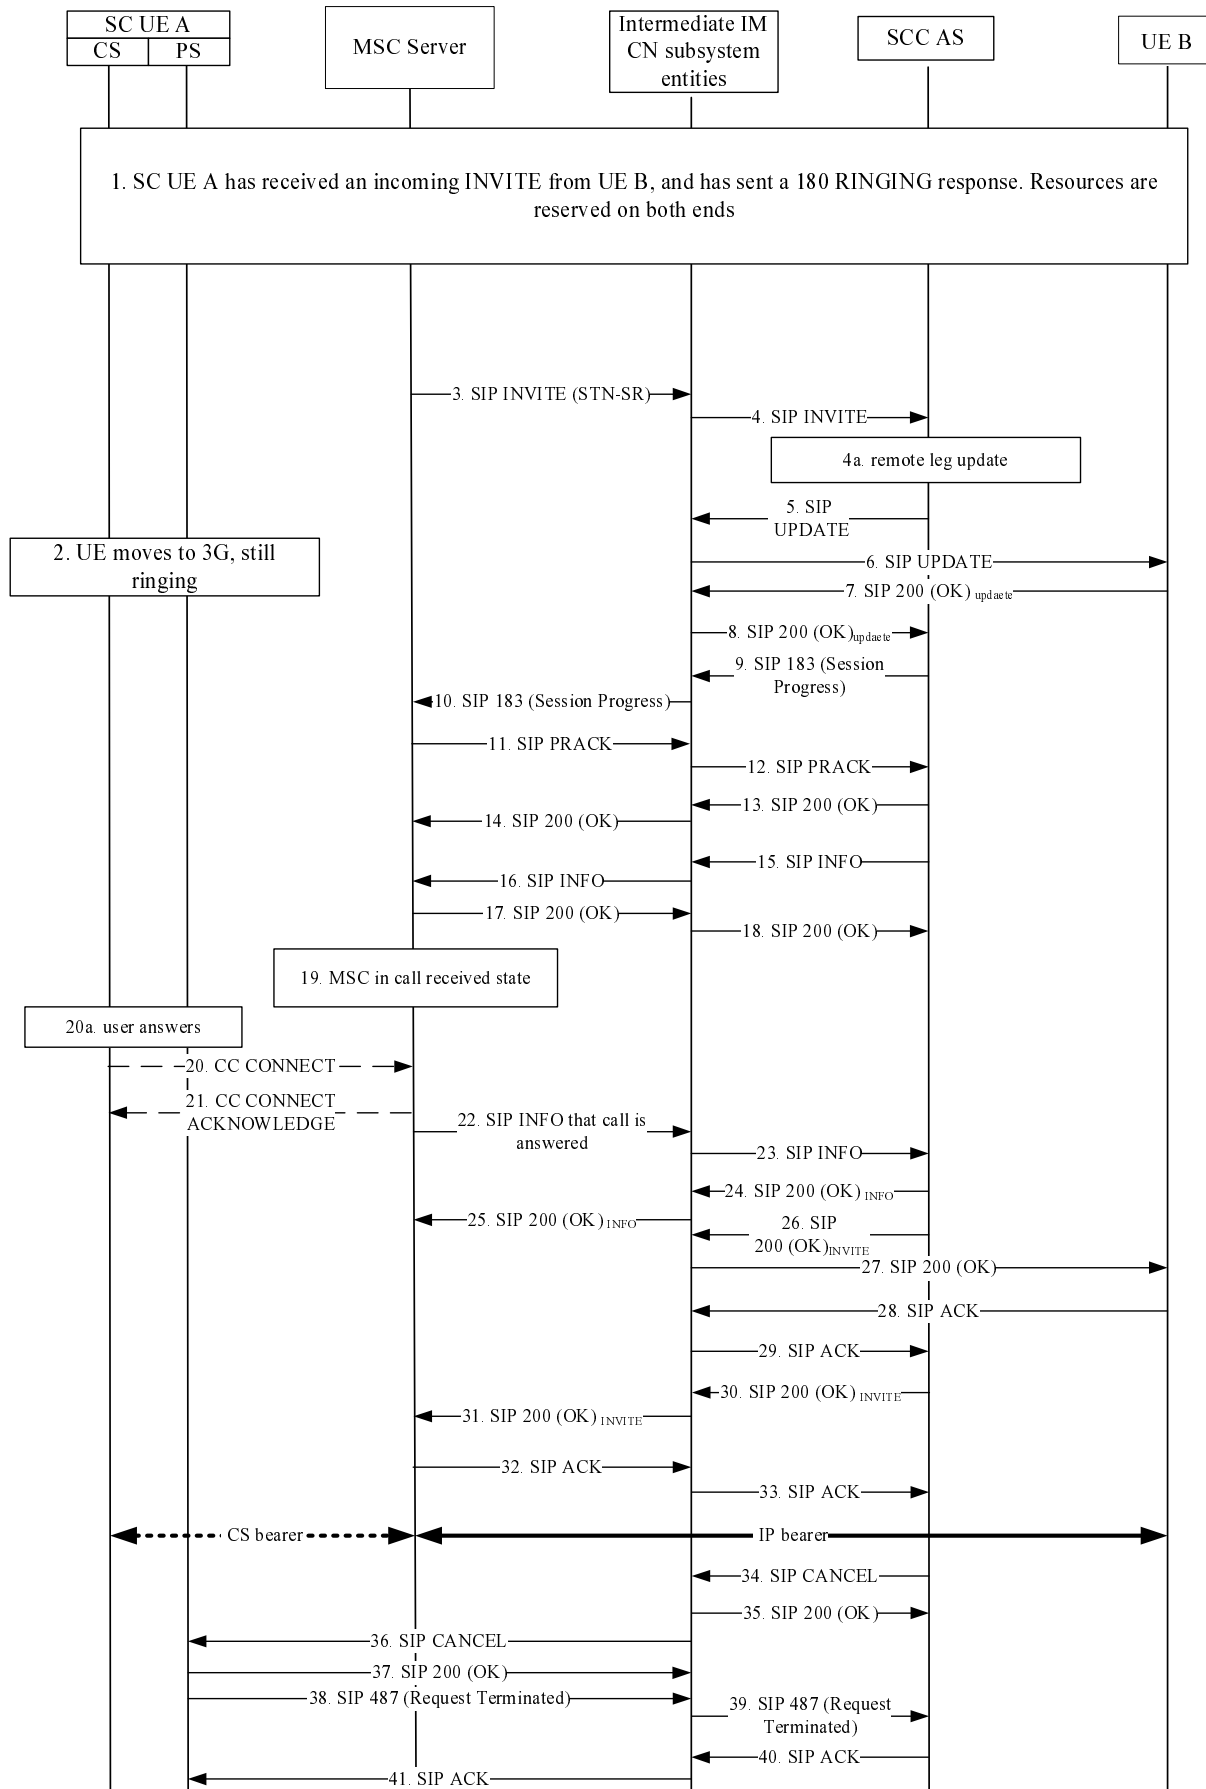 SC UE A
CS
PS
MSC Server
Intermediate IM
CN subsystem
entities
SCC AS
UE B
1. SC UE A has received an incoming INVITE from UE B, and has sent a 180 RINGING response. Resources are
reserved on both ends
3. SIP INVITE (STN-SR)
4. SIP INVITE
4a. remote leg update
5. SIP
UPDATE
2. UE moves to 3G, still
ringing
6. SIP UPDATE
7. SIP 200 (OK) updaete
8. SIP 200 (OK)updaete
9. SIP 183 (Session
Progress)
10. SIP 183 (Session Progress)
11. SIP PRACK
12. SIP PRACK
13. SIP 200 (OK)
14. SIP 200 (OK)
15. SIP INFO
16. SIP INFO
17. SIP 200 (OK)
18. SIP 200 (OK)
19. MSC in call received state
20a. user answers
20. CC CONNECT
21. CC CONNECT
ACKNOWLEDGE
22. SIP INFO that call is
answered
23. SIP INFO
24. SIP 200 (OK) INFO
25. SIP 200 (OK) INFO
26. SIP
200 (OK)INVITE
27. SIP 200 (OK)
28. SIP ACK
29. SIP ACK
30. SIP 200 (OK) INVITE
31. SIP 200 (OK) INVITE
32. SIP ACK
33. SIP ACK
CS bearer
IP bearer
34. SIP CANCEL
35. SIP 200 (OK)
36. SIP CANCEL
37. SIP 200 (OK)
38. SIP 487 (Request Terminated)
39. SIP 487 (Request
Terminated)
40. SIP ACK
41. SIP ACK